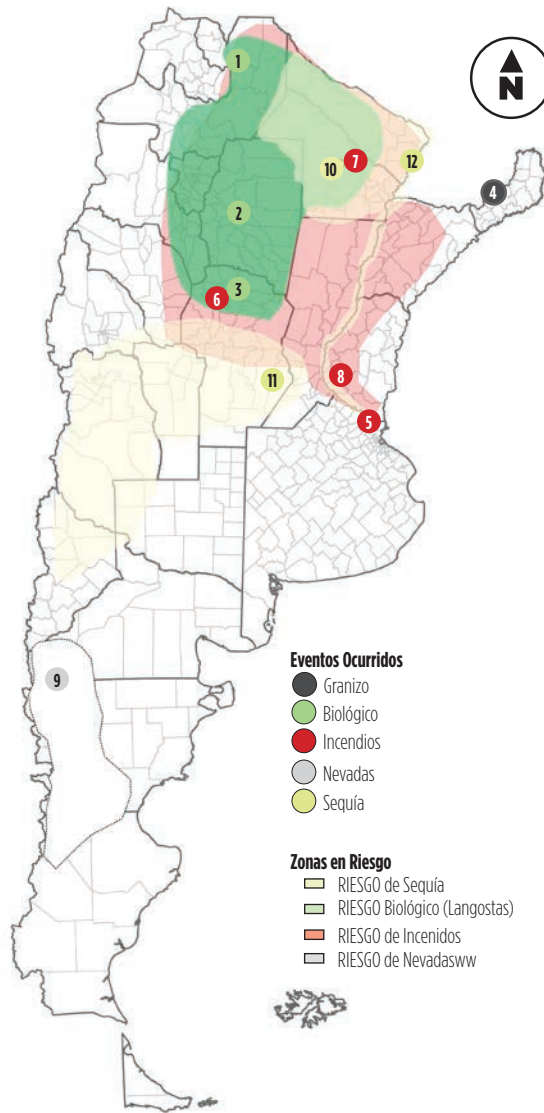 1
N
7
10
12
4
2
3
6
11
8
5
9
Eventos Ocurridos
Granizo
Biológico
Incendios
Nevadas
Sequía
Zonas en Riesgo
RIESGO de Sequía
RIESGO Biológico (Langostas)
RIESGO de Incenidos
RIESGO de Nevadasww